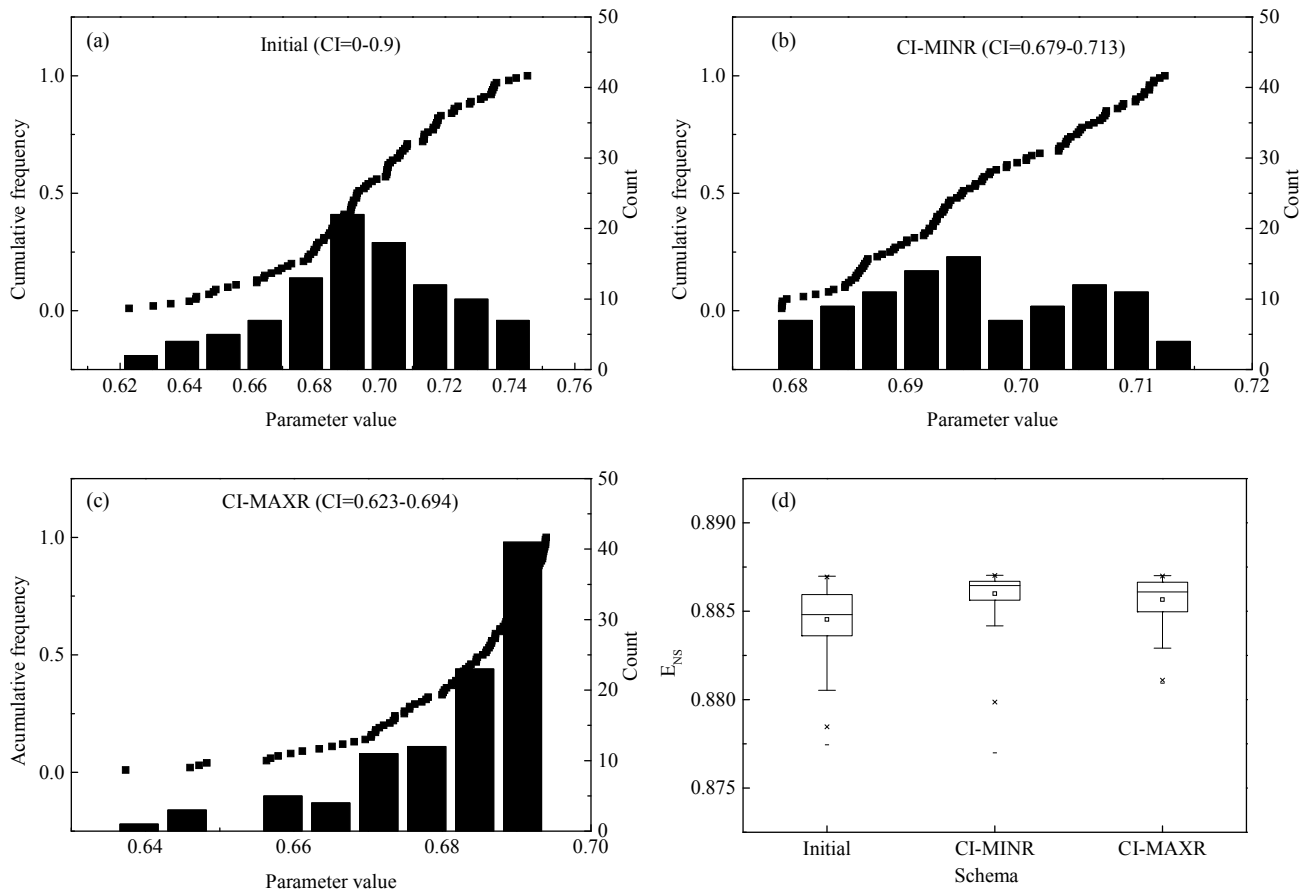 (a)
Initial (CI=0-0.9)
Cumulative frequency
1.0
0.5
0.0
50
40
30
20
10
0
Count
0.62 0.64 0.66 0.68 0.70 0.72 0.74 0.76
Parameter value
(b)
CI-MINR (CI=0.679-0.713)
Cumulative frequency
1.0
0.5
0.0
50
40
30
20
10
0
Count
0.68 0.69 0.70 0.71 0.72
Parameter value
(c)
CI-MAXR (CI=0.623-0.694)
Acumulative frequency
1.0
0.5
0.0
50
40
30
20
10
0
Count
0.64 0.66 0.68 0.70
Parameter value
(d)
E_NS
0.890
0.885
0.880
0.875
Initial CI-MINR CI-MAXR
Schema